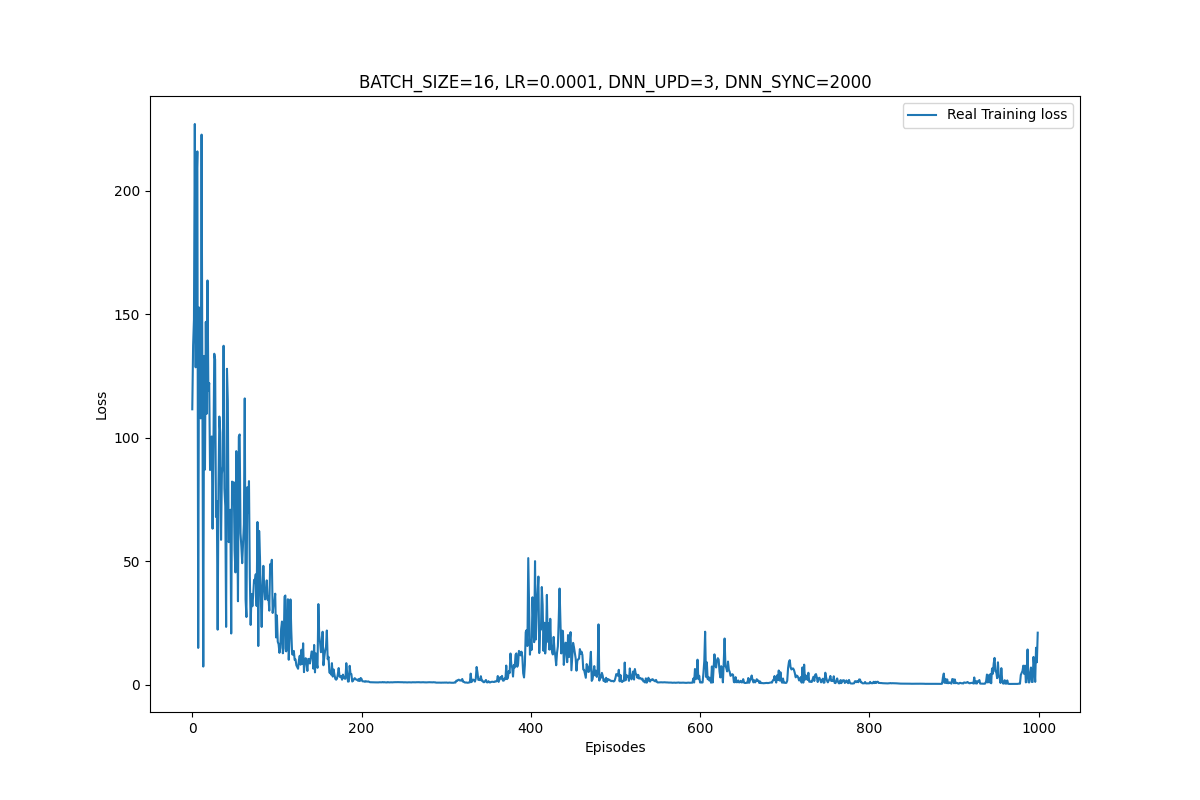 BATCH_SIZE=16, LR=0.0001, DNN_UPD=3, DNN_SYNC=2000
Real Training loss
200
150
100
50
0
Loss
0 200 400 600 800 1000
Episodes